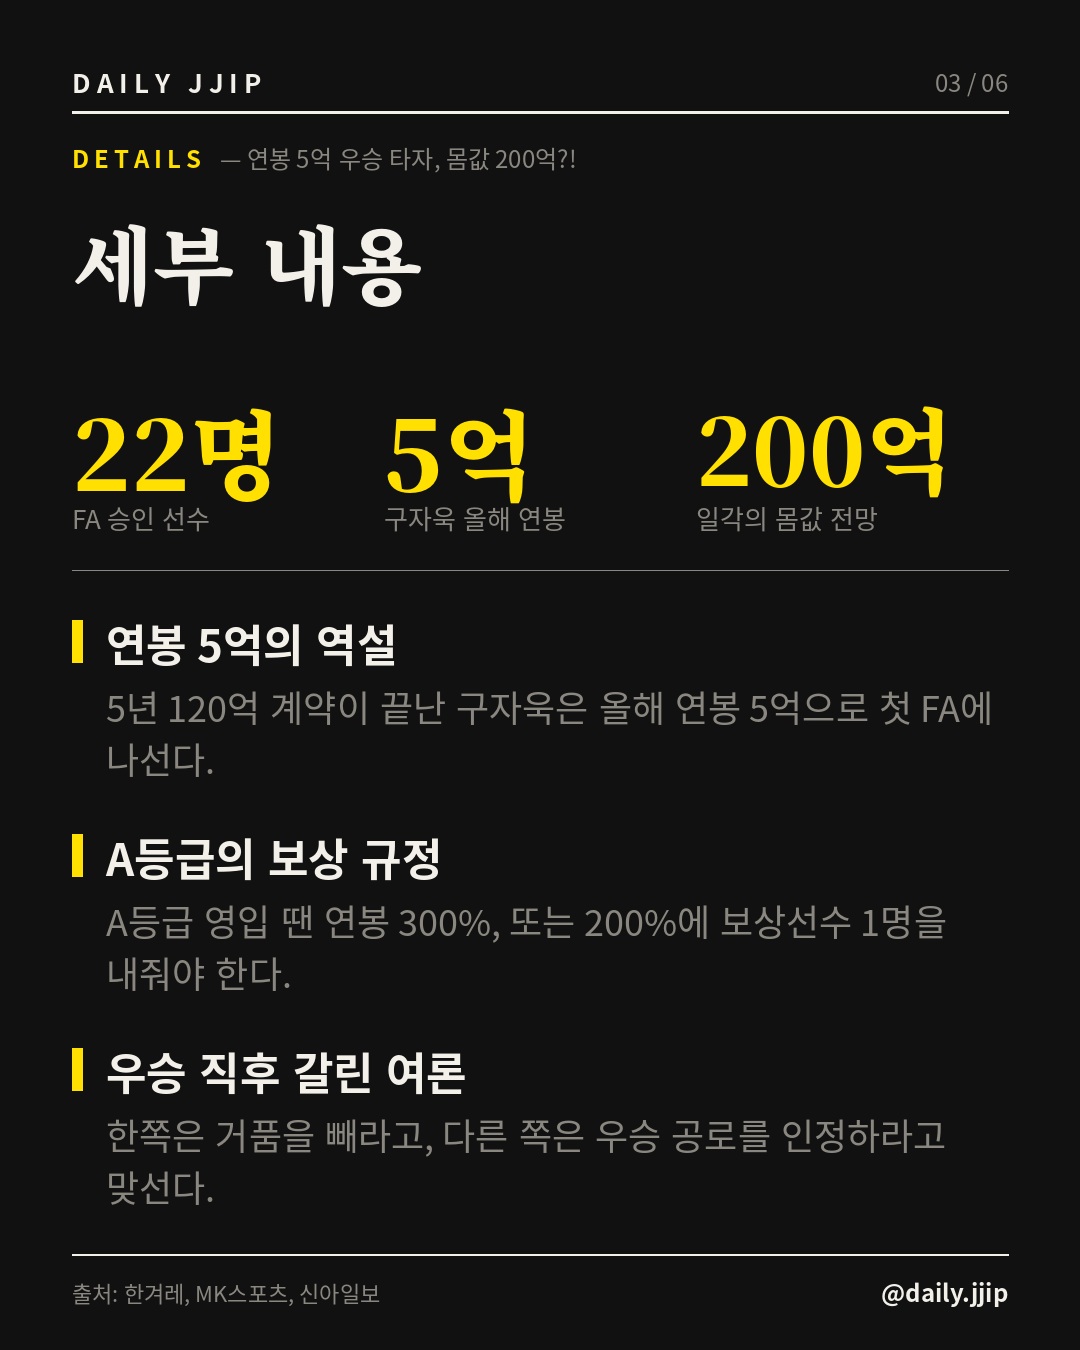 DAILY JJIP
03 / 06
DETAILS — 연봉 5억 우승 타자, 몸값 200억?!
세부 내용
22명 5억 200억
FA 승인 선수 구자욱 올해 연봉 일각의 몸값 전망
연봉 5억의 역설
5년 120억 계약이 끝난 구자욱은 올해 연봉 5억으로 첫 FA에
나선다.
A등급의 보상 규정
A등급 영입 땐 연봉 300%, 또는 200%에 보상선수 1명을
내줘야 한다.
우승 직후 갈린 여론
한쪽은 거품을 빼라고, 다른 쪽은 우승 공로를 인정하라고
맞선다.
출처: 한겨레, MK스포츠, 신아일보
@daily.jjip